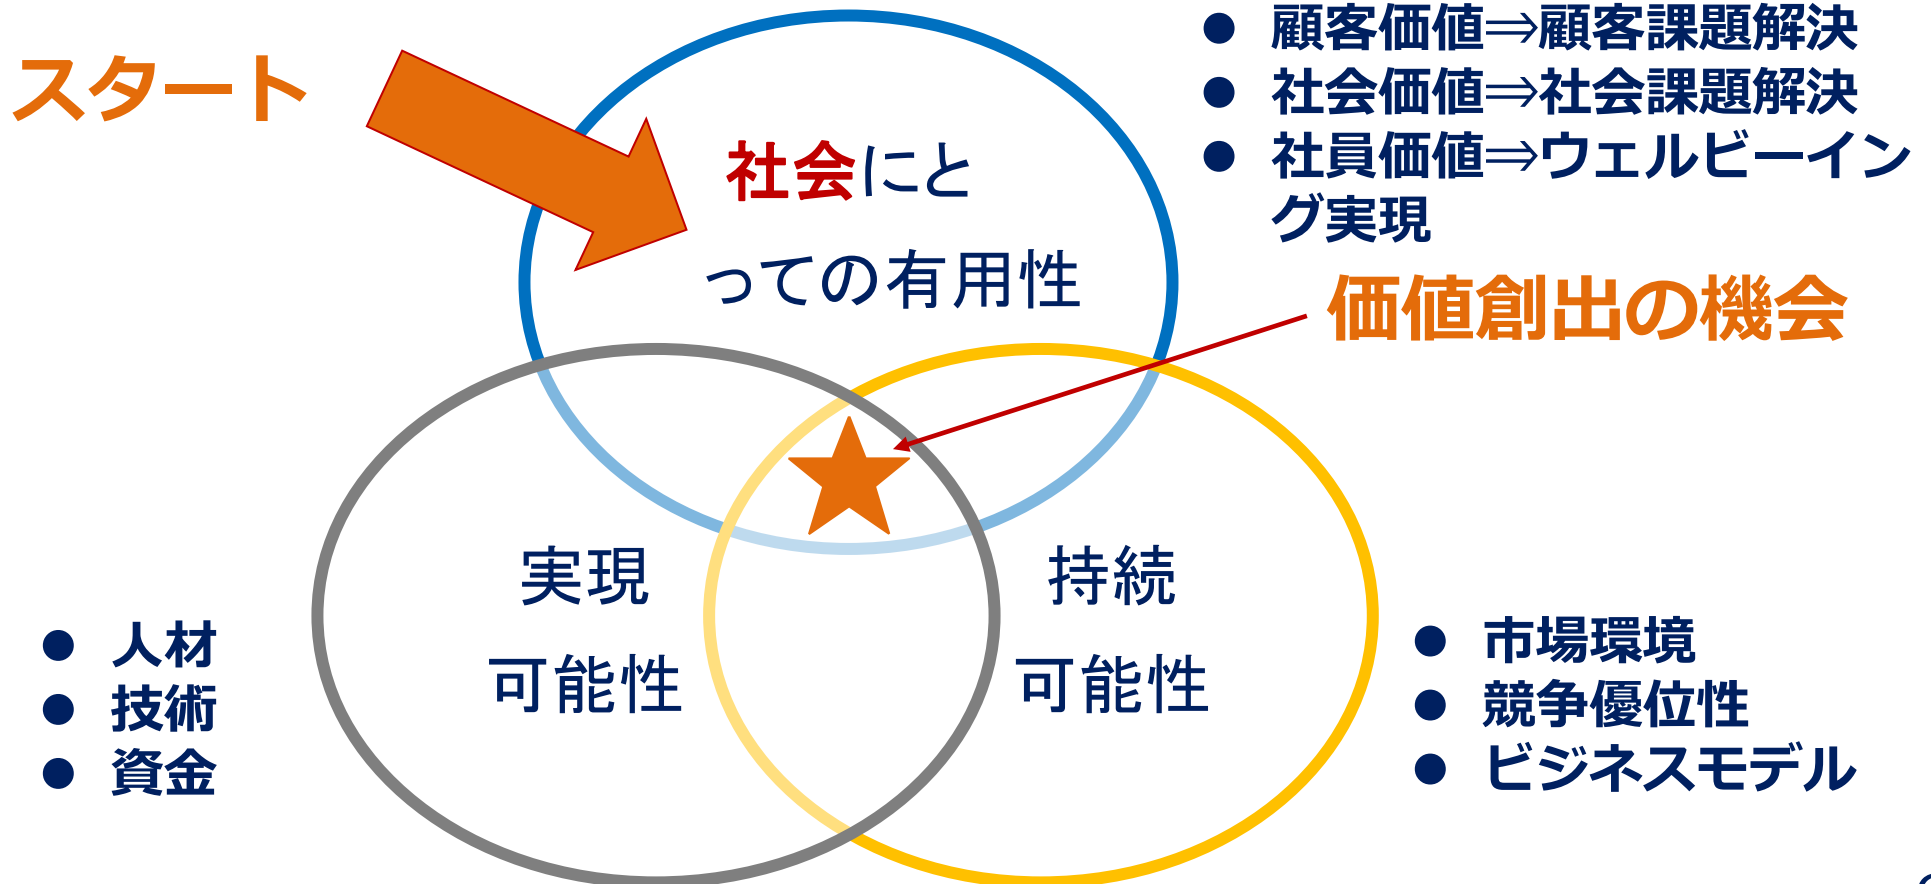 スタート
● 顧客価値⇒顧客課題解決
● 社会価値⇒社会課題解決
● 社員価値⇒ウェルビーイン
グ実現
社会にと
っての有用性
価値創出の機会
実現
可能性
持続
可能性
● 人材
● 技術
● 資金
● 市場環境
● 競争優位性
● ビジネスモデル